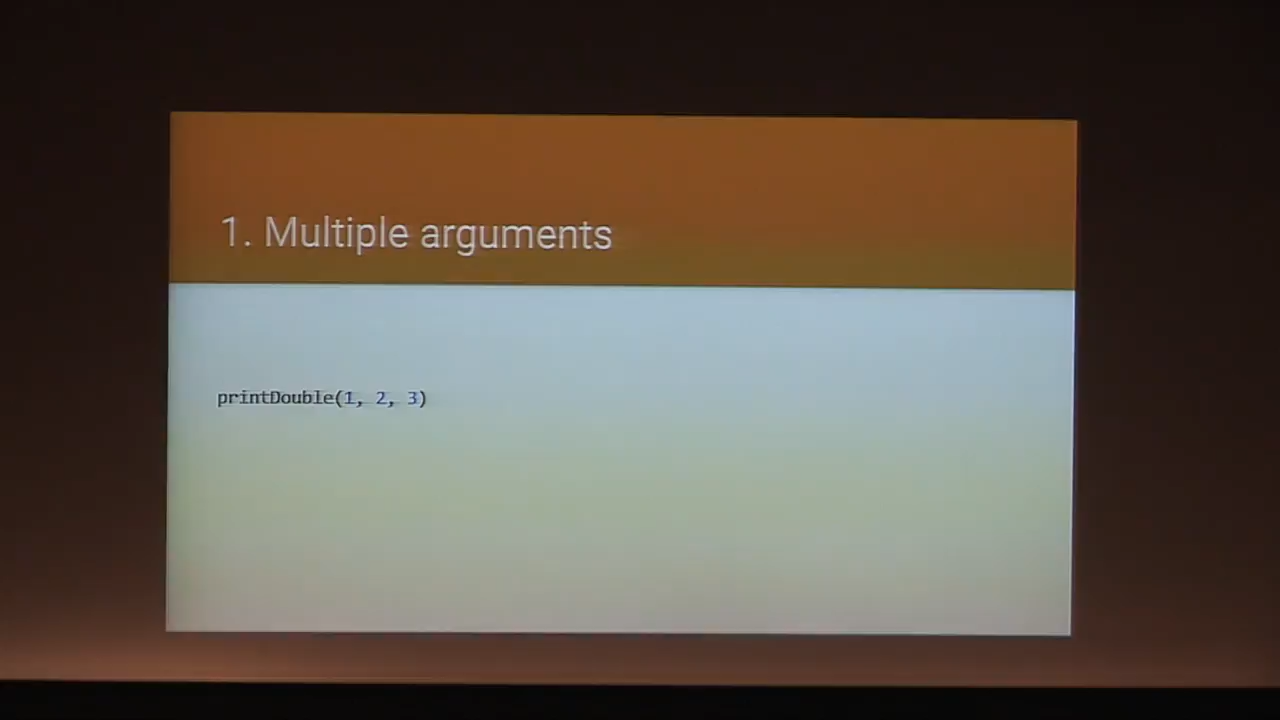 1. Multiple arguments
printDouble(1, 2, 3)